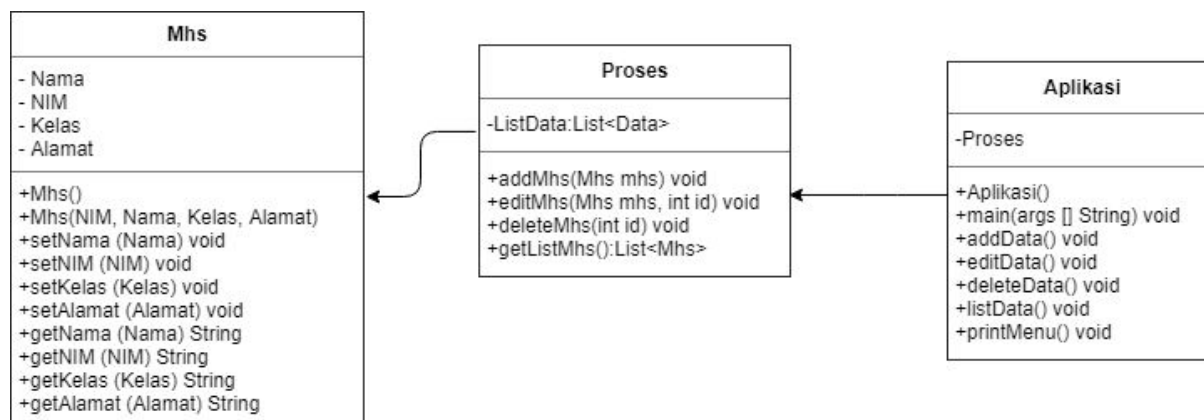 Mhs
- Nama
- NIM
- Kelas
- Alamat
+Mhs()
+Mhs(NIM, Nama, Kelas, Alamat)
+setNama (Nama) void
+setNIM (NIM) void
+setKelas (Kelas) void
+setAlamat (Alamat) void
+getNama (Nama) String
+getNIM (NIM) String
+getKelas (Kelas) String
+getAlamat (Alamat) String
Proses
-ListData:List<Data>
+addMhs(Mhs mhs) void
+editMhs(Mhs mhs, int id) void
+deleteMhs(int id) void
+getListMhs():List<Mhs>
Aplikasi
-Proses
+Aplikasi()
+main(args [] String) void
+addData() void
+editData() void
+deleteData() void
+listData() void
+printMenu() void